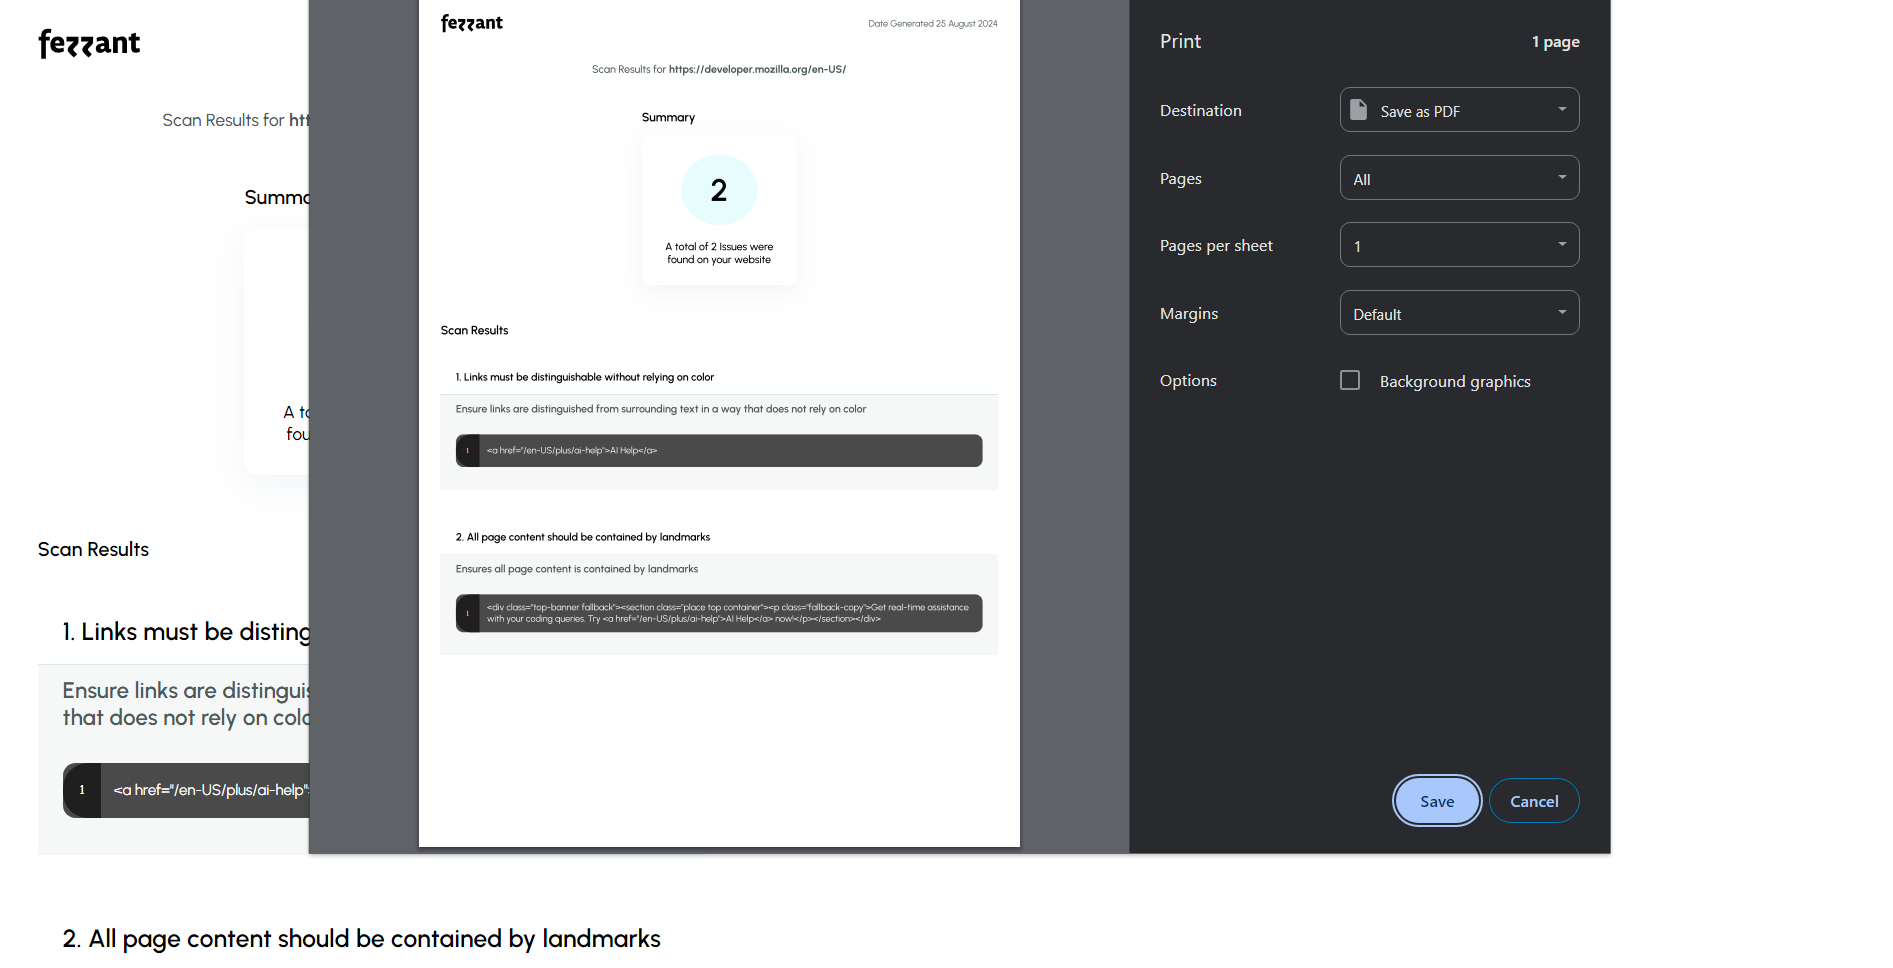 fezzant
Scan Results for htt
Summa
A to
fou
Scan Results
1. Links must be disting
Ensure links are distinguis
that does not rely on colo
1 <a href="/en-US/plus/ai-help">
2. All page content should be contained by landmarks
fezzant
Date Generated 25 August 2024
Scan Results for https://developer.mozilla.org/en-US/
Summary
2
A total of 2 Issues were
found on your website
Scan Results
1. Links must be distinguishable without relying on color
Ensure links are distinguished from surrounding text in a way that does not rely on color
1 <a href="/en-US/plus/ai-help">AI Help</a>
2. All page content should be contained by landmarks
Ensures all page content is contained by landmarks
1 <div class="top-banner fallback"><section class="place top container"><p class="fallback-copy">Get real-time assistance
with your coding queries. Try <a href="/en-US/plus/ai-help">AI Help</a> now!</p></section></div>
Print 1 page
Destination Save as PDF
Pages All
Pages per sheet 1
Margins Default
Options Background graphics
Save Cancel